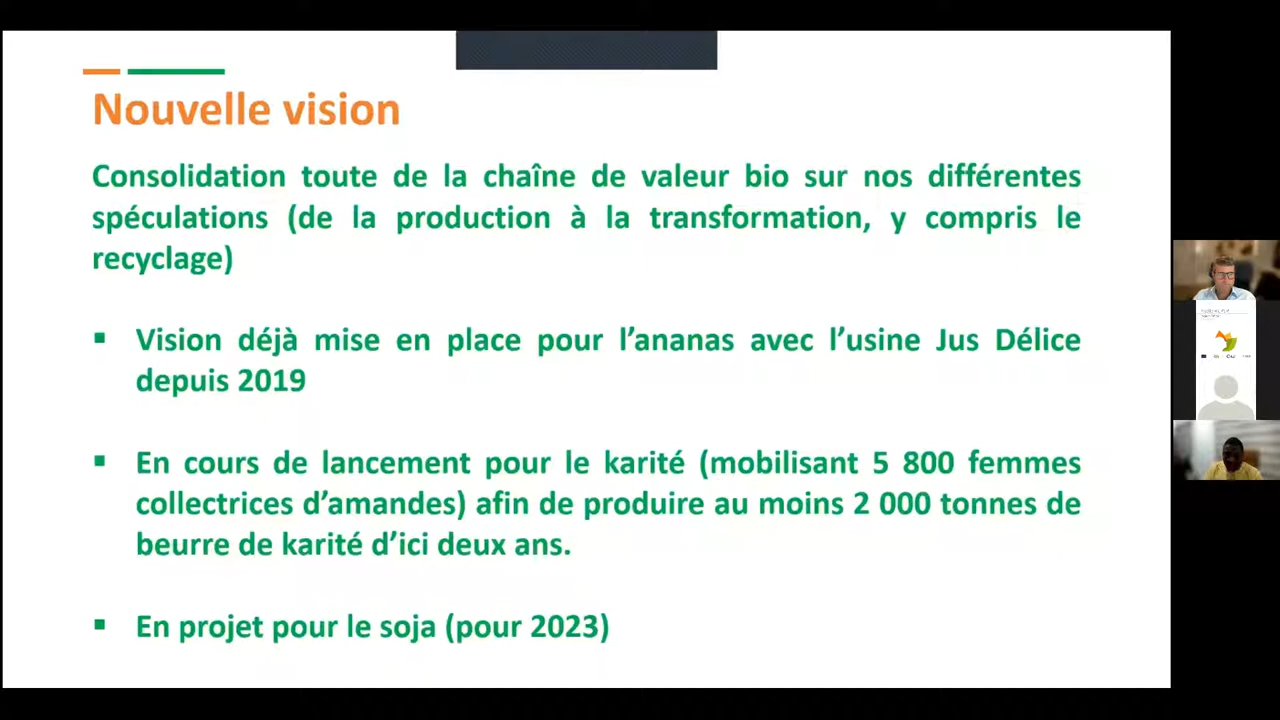 Nouvelle vision
Consolidation toute de la chaîne de valeur bio sur nos différentes
spéculations (de la production à la transformation, y compris le
recyclage)
▪ Vision déjà mise en place pour l’ananas avec l’usine Jus Délice
depuis 2019
▪ En cours de lancement pour le karité (mobilisant 5 800 femmes
collectrices d’amandes) afin de produire au moins 2 000 tonnes de
beurre de karité d’ici deux ans.
▪ En projet pour le soja (pour 2023)